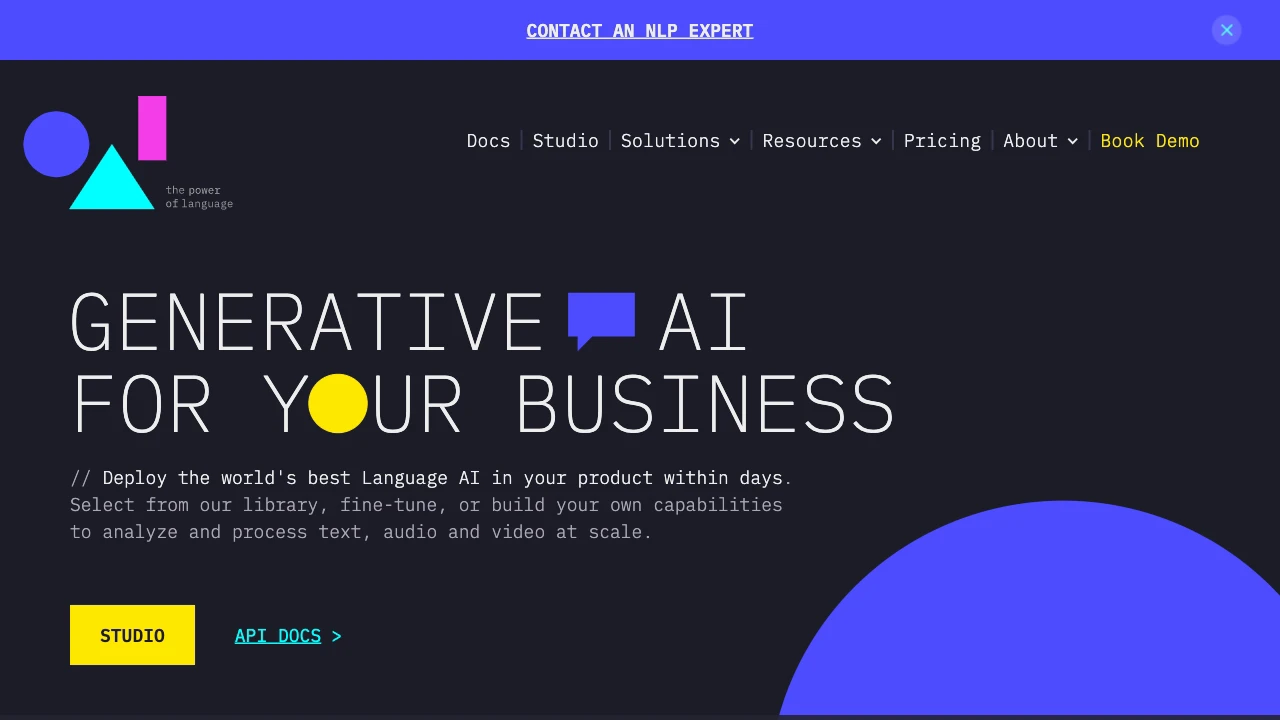 CONTACT AN NLP EXPERT
the power
of language
Docs
Studio
Solutions
Resources
Pricing
About
Book Demo
GENERATIVE AI
FOR YOUR BUSINESS
// Deploy the world's best Language AI in your product within days.
Select from our library, fine-tune, or build your own capabilities
to analyze and process text, audio and video at scale.
STUDIO
API DOCS >